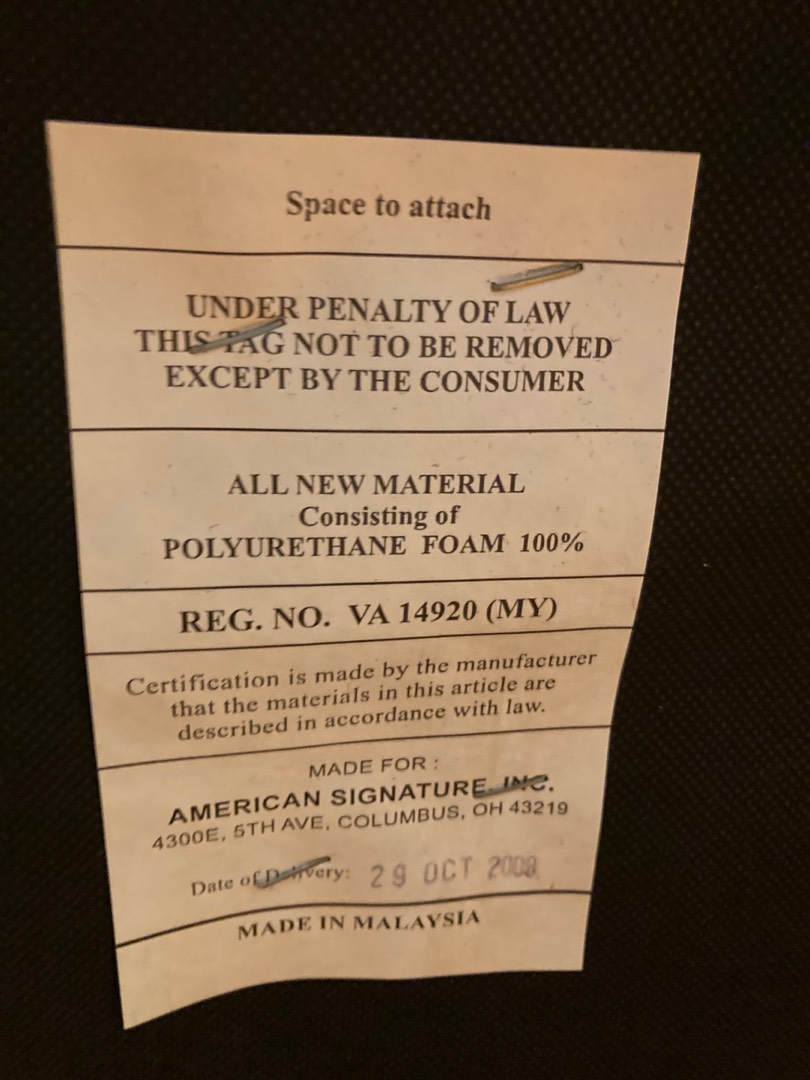 Space to attach
UNDER PENALTY OF LAW
THIS TAG NOT TO BE REMOVED
EXCEPT BY THE CONSUMER
ALL NEW MATERIAL
Consisting of
POLYURETHANE FOAM 100%
REG. NO. VA 14920 (MY)
Certification is made by the manufacturer
that the materials in this article are
described in accordance with law.
MADE FOR :
AMERICAN SIGNATURE, INC.
4300E, 5TH AVE, COLUMBUS, OH 43219
Date of Delivery: 29 OCT
MADE IN MALAYSIA